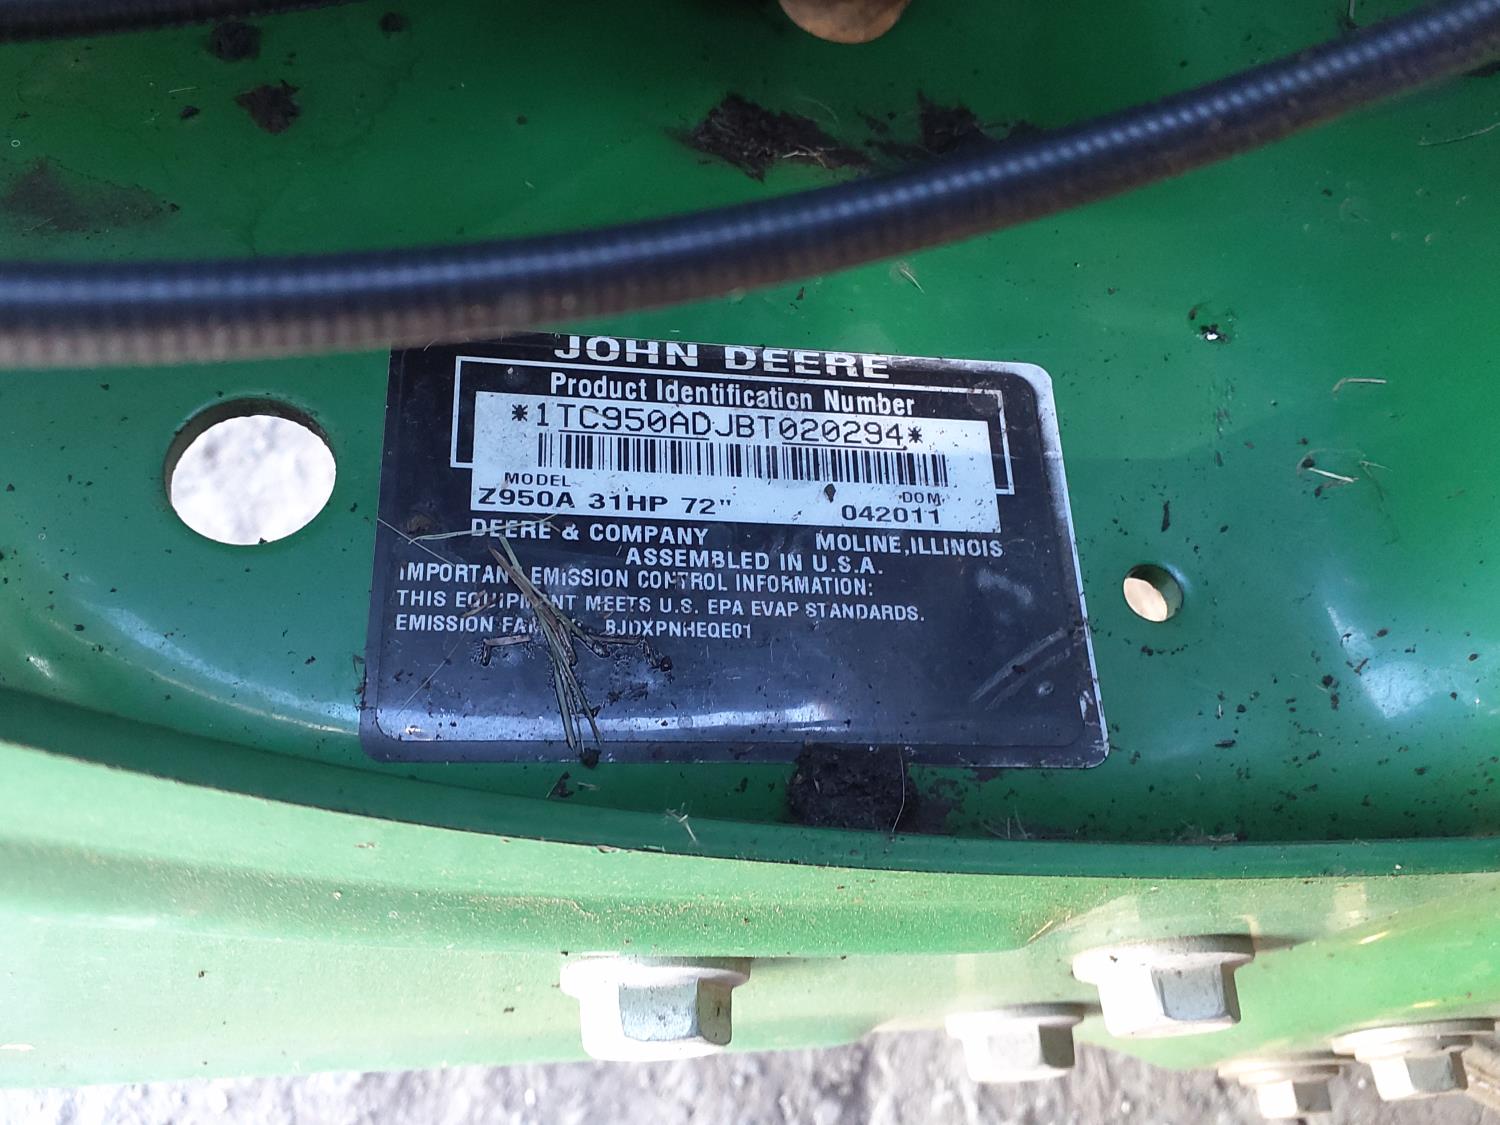 JOHN DEERE
Product Identification Number
*1TC950ADJBT020294*
MODEL DOM
Z950A 31HP 72" 042011
DEERE & COMPANY MOLINE, ILLINOIS
ASSEMBLED IN U.S.A.
IMPORTANT EMISSION CONTROL INFORMATION:
THIS EQUIPMENT MEETS U.S. EPA EVAP STANDARDS.
EMISSION BJDXPNHEQE01